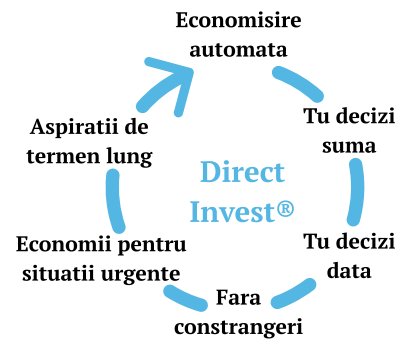 Economisire
automata
Tu decizi
suma
Tu decizi
data
Fara
constrangeri
Economii pentru
situatii urgente
Aspiratii de
termen lung
Direct
Invest®